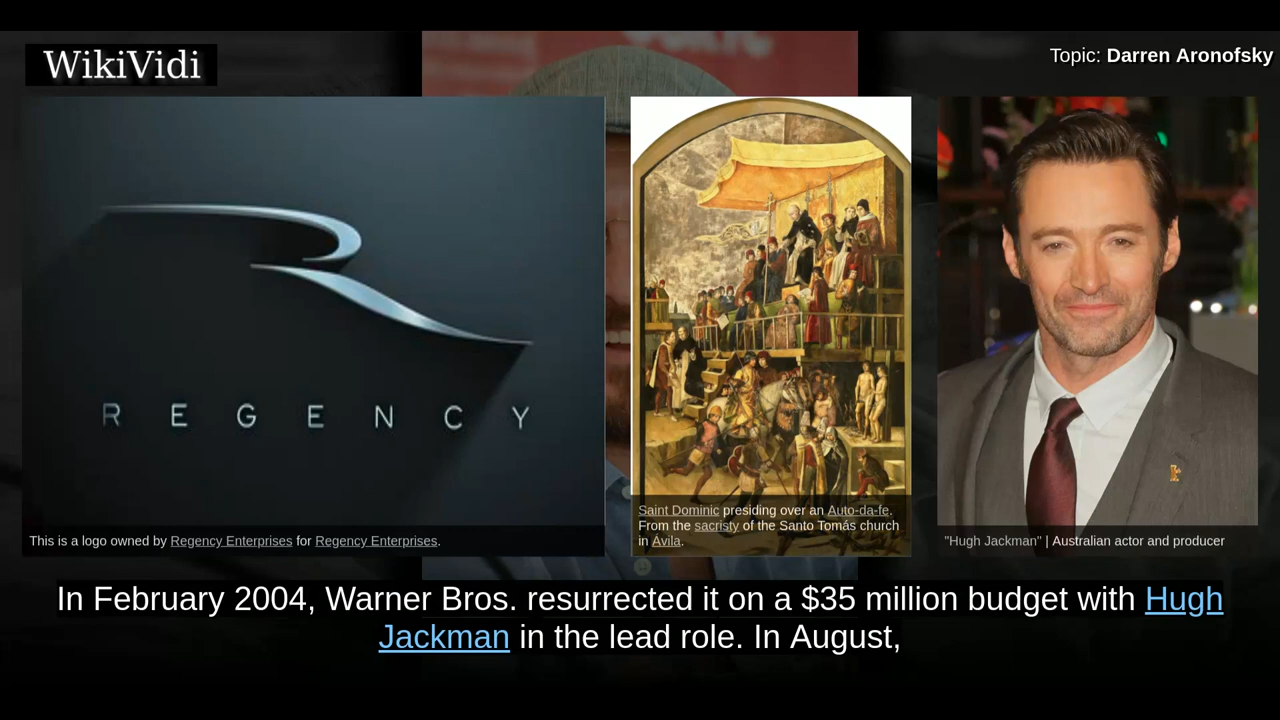 WikiVidi
Topic: Darren Aronofsky
R E G E N C Y
This is a logo owned by Regency Enterprises for Regency Enterprises.
Saint Dominic presiding over an Auto-da-fe.
From the sacristy of the Santo Tomás church
in Ávila.
"Hugh Jackman" | Australian actor and producer
In February 2004, Warner Bros. resurrected it on a $35 million budget with Hugh
Jackman in the lead role. In August,